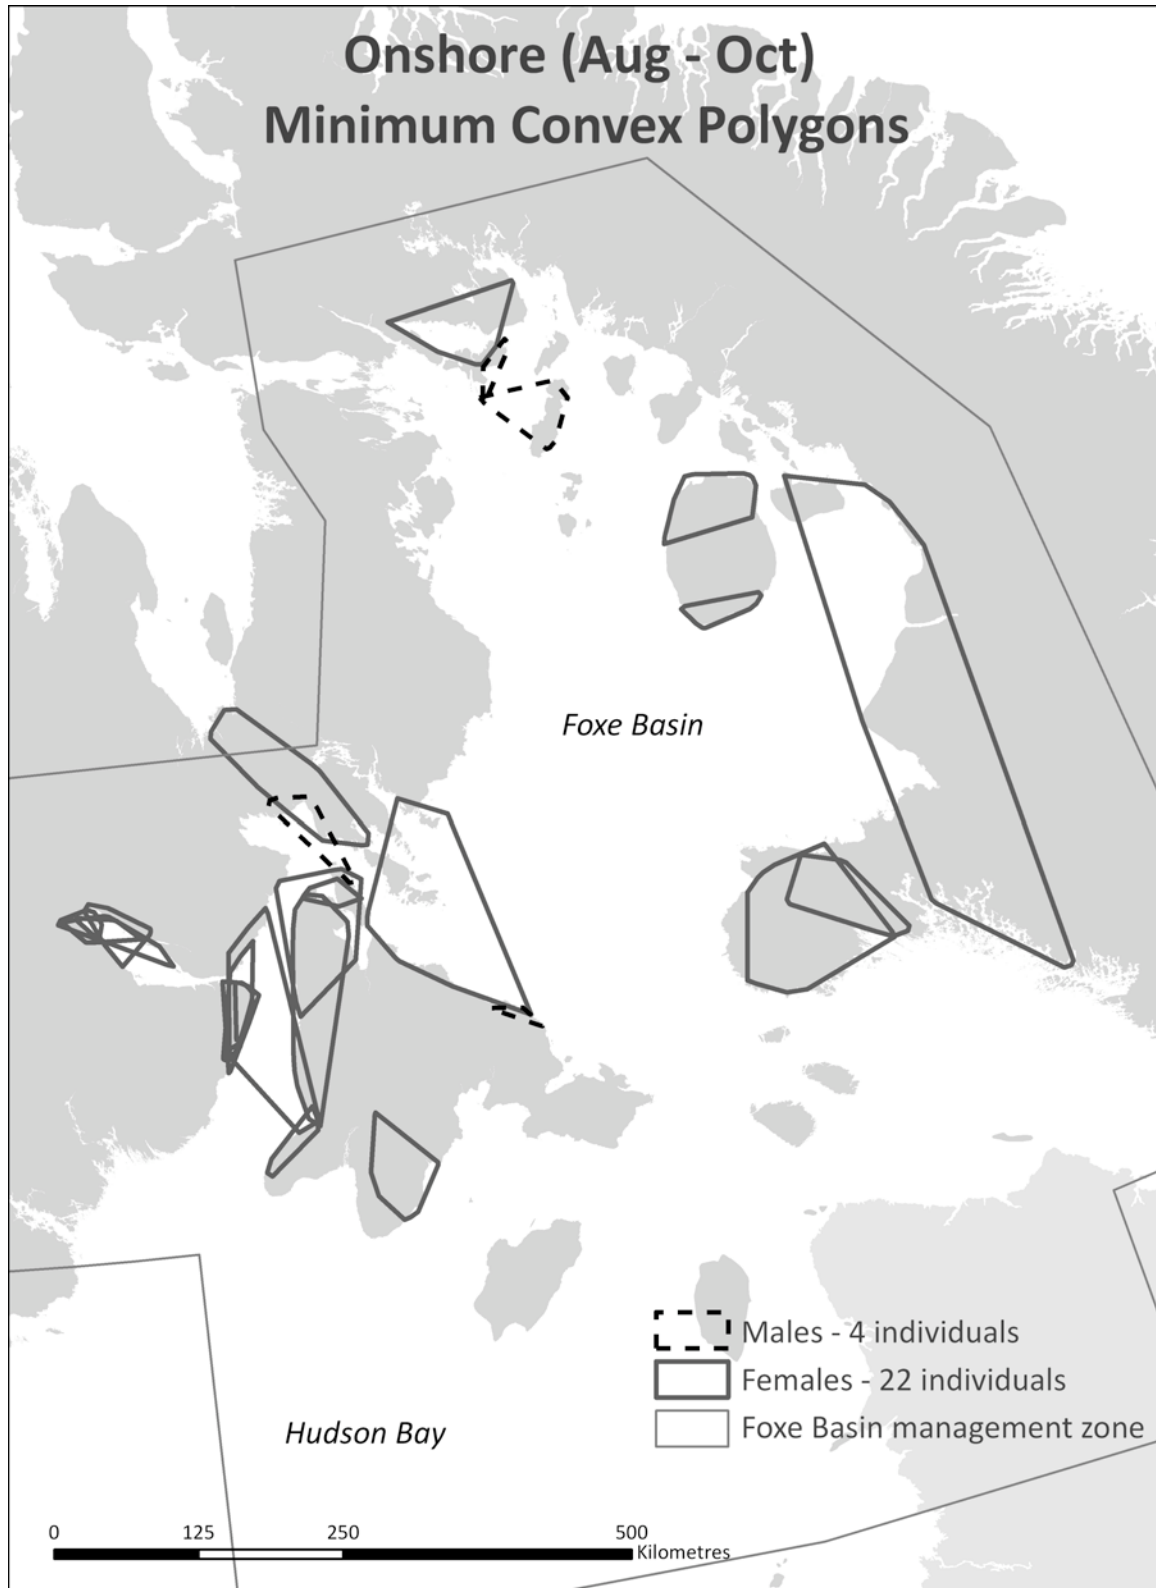 Onshore (Aug - Oct)
Minimum Convex Polygons
Foxe Basin
Males - 4 individuals
Females - 22 individuals
Foxe Basin management zone
Hudson Bay
0 125 250 500
Kilometres